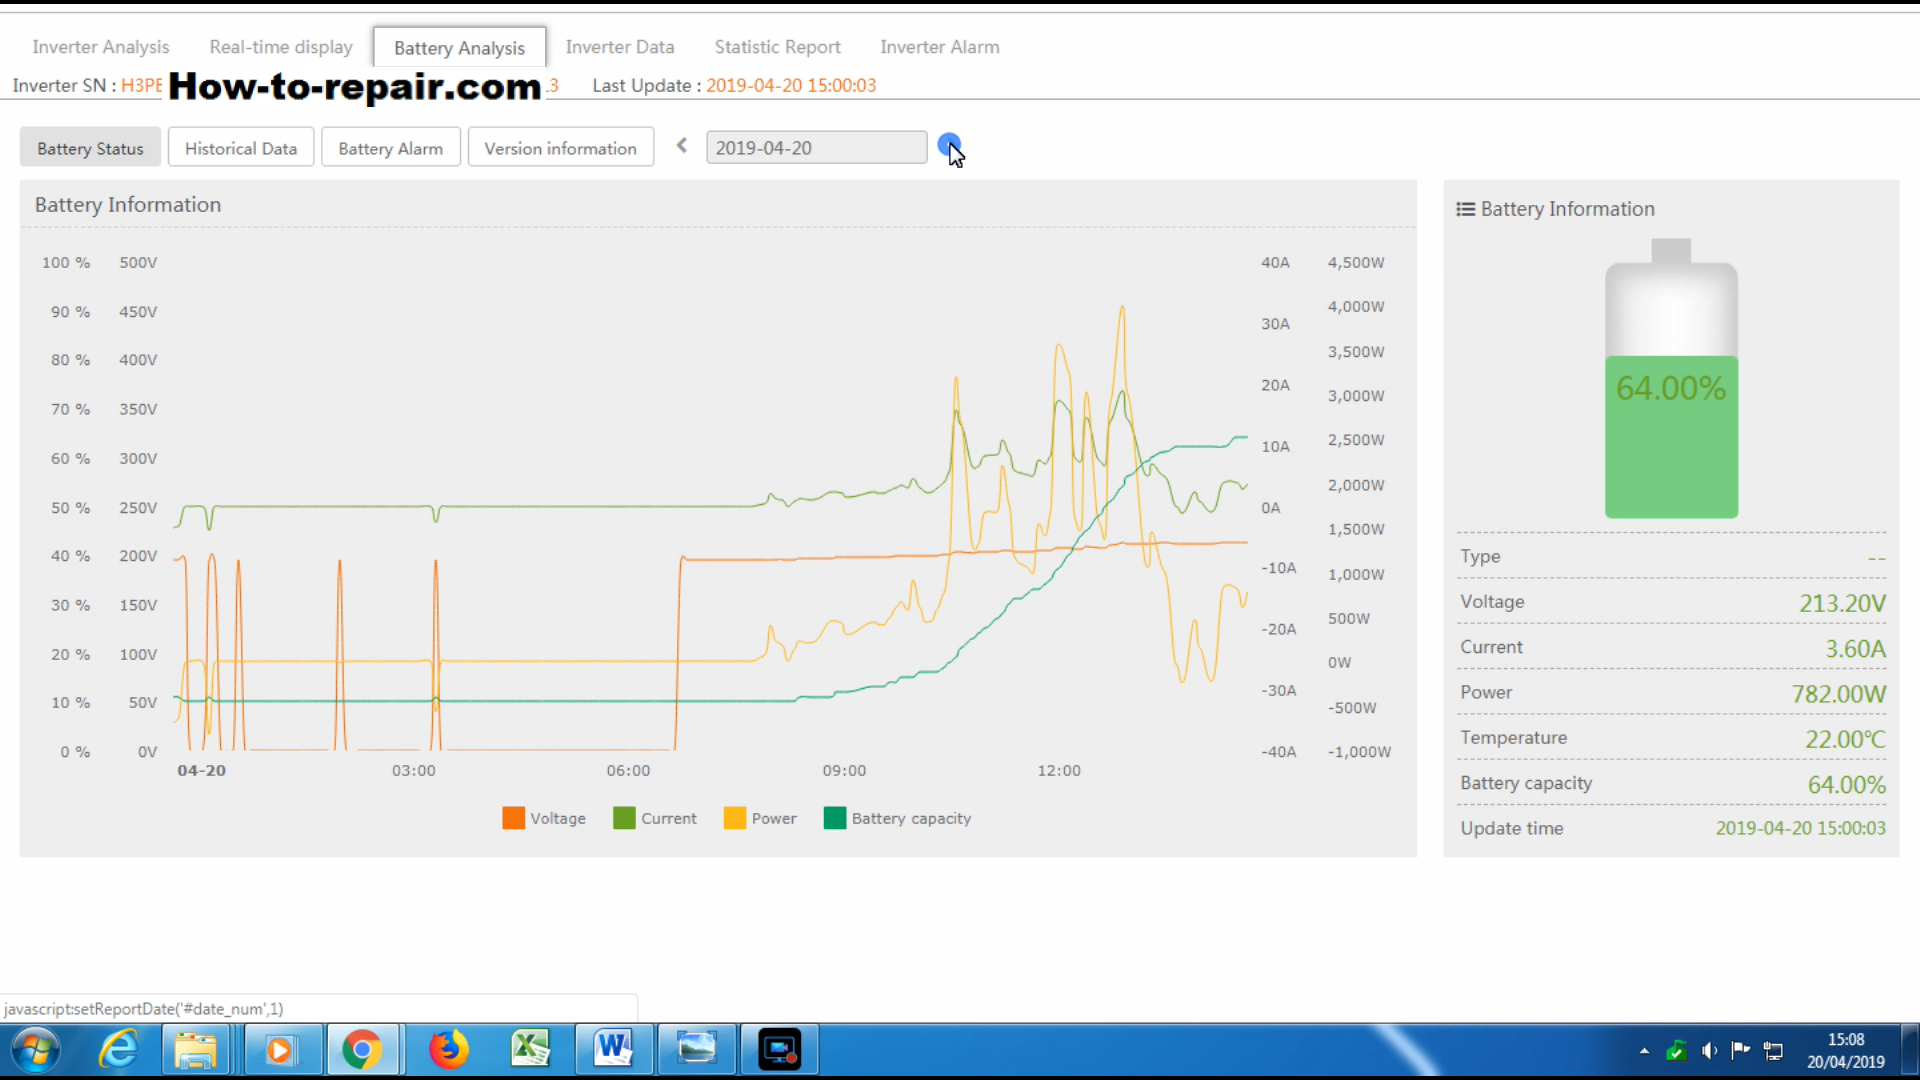 Inverter Analysis Real-time display Battery Analysis Inverter Data Statistic Report Inverter Alarm
Inverter SN : H3PE How-to-repair.com .3 Last Update : 2019-04-20 15:00:03
Battery Status Historical Data Battery Alarm Version information 2019-04-20
Battery Information
Battery Information
100 % 500V 40A 4,500W
90 % 450V 30A 4,000W
80 % 400V 20A 3,500W
70 % 350V 10A 3,000W
60 % 300V 0A 2,500W
50 % 250V -10A 2,000W
40 % 200V -20A 1,500W
30 % 150V -30A 1,000W
20 % 100V -40A 500W
10 % 50V 0W
0 % 0V -500W
-1,000W
04-20 03:00 06:00 09:00 12:00
Voltage Current Power Battery capacity
64.00%
Type --
Voltage 213.20V
Current 3.60A
Power 782.00W
Temperature 22.00℃
Battery capacity 64.00%
Update time 2019-04-20 15:00:03
javascript:setReportDate('#date_num',1)
15:08
20/04/2019